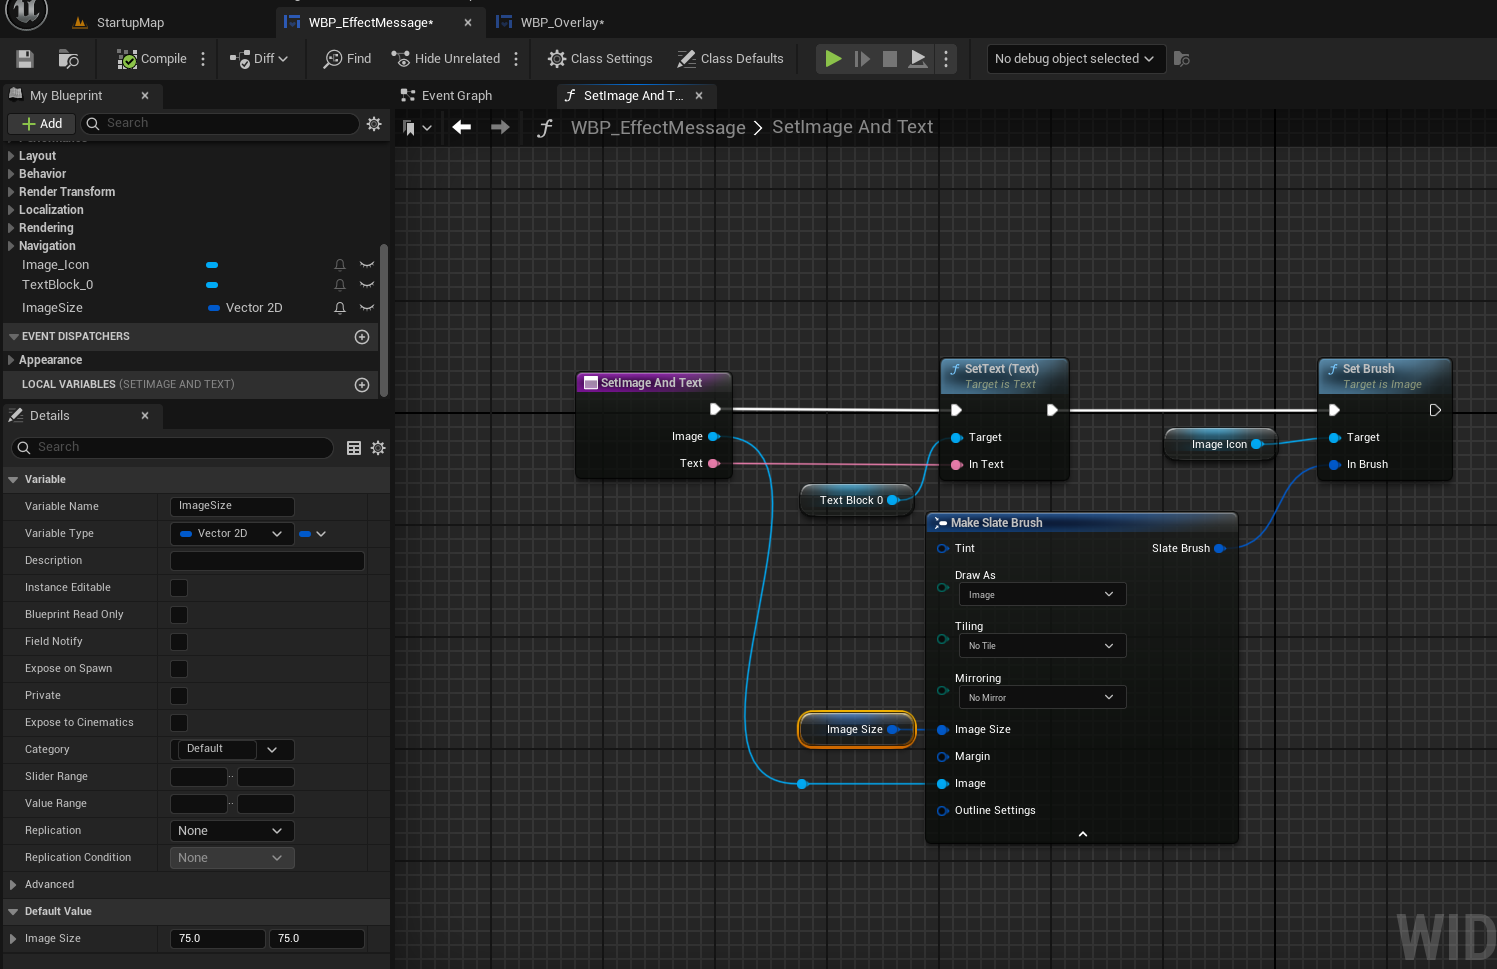 StartupMap
WBP_EffectMessage*
WBP_Overlay*
Compile
Diff
Find
Hide Unrelated
Class Settings
Class Defaults
No debug object selected
My Blueprint
Add
Search
Layout
Behavior
Render Transform
Localization
Rendering
Navigation
Image_Icon
TextBlock_0
ImageSize Vector 2D
EVENT DISPATCHERS
Appearance
LOCAL VARIABLES (SETIMAGE AND TEXT)
Details
Search
Variable
Variable Name ImageSize
Variable Type Vector 2D
Description
Instance Editable
Blueprint Read Only
Field Notify
Expose on Spawn
Private
Expose to Cinematics
Category Default
Slider Range
Value Range
Replication None
Replication Condition None
Advanced
Default Value
Image Size 75.0 75.0
Event Graph
SetImage And T...
WBP_EffectMessage > SetImage And Text
SetImage And Text
Image
Text
SetText (Text)
Target is Text
Target
In Text
Text Block 0
Set Brush
Target is Image
Target
In Brush
Image Icon
Make Slate Brush
Tint
Slate Brush
Draw As
Image
Tiling
No Tile
Mirroring
No Mirror
Image Size
Image Size
Margin
Image
Outline Settings
WID